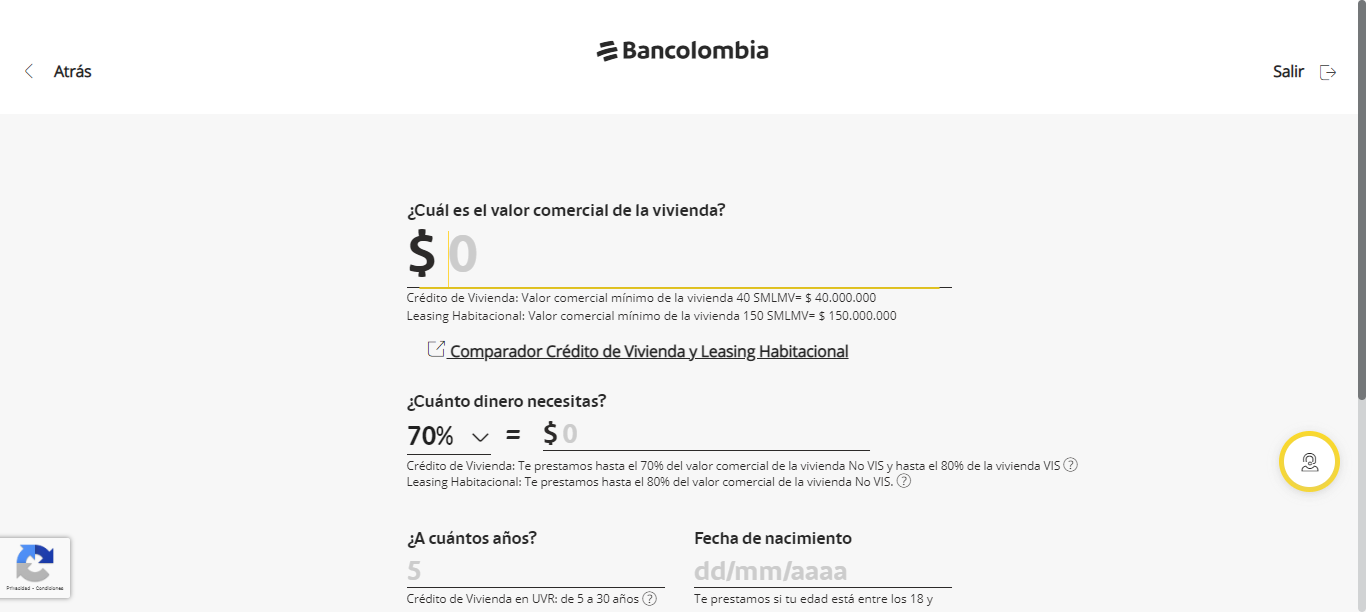 Bancolombia
Atrás
Salir
¿Cuál es el valor comercial de la vivienda?
$ 0
Crédito de Vivienda: Valor comercial mínimo de la vivienda 40 SMLMV= $ 40.000.000
Leasing Habitacional: Valor comercial mínimo de la vivienda 150 SMLMV= $ 150.000.000
Comparador Crédito de Vivienda y Leasing Habitacional
¿Cuánto dinero necesitas?
70% = $ 0
Crédito de Vivienda: Te prestamos hasta el 70% del valor comercial de la vivienda No VIS y hasta el 80% de la vivienda VIS ?
Leasing Habitacional: Te prestamos hasta el 80% del valor comercial de la vivienda No VIS. ?
¿A cuántos años?
5
Crédito de Vivienda en UVR: de 5 a 30 años ?
Fecha de nacimiento
dd/mm/aaaa
Te prestamos si tu edad está entre los 18 y
Privacidad - Condiciones